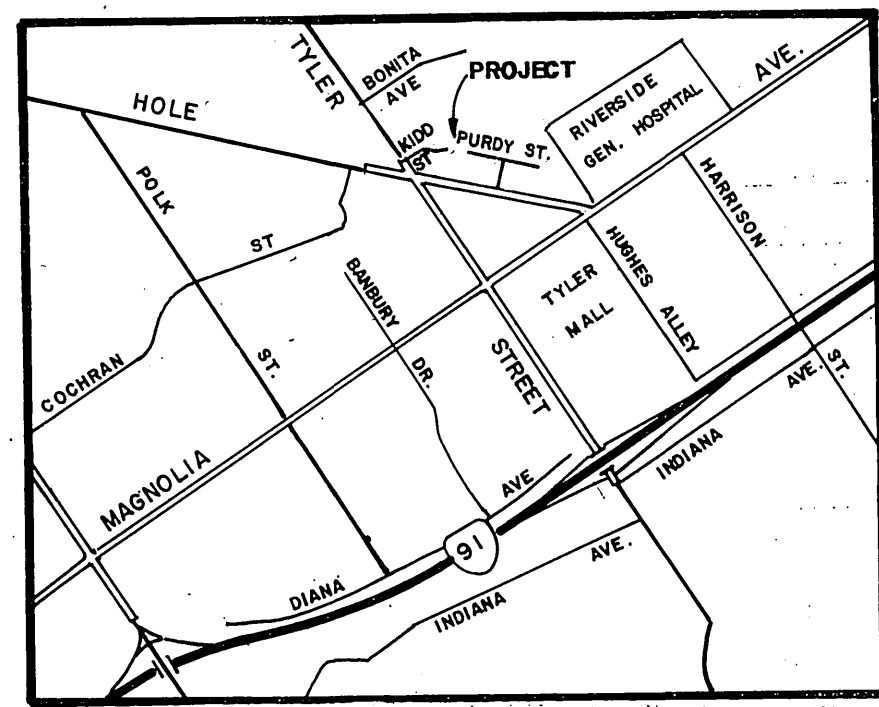 TYLER
BONITA
AVE
PROJECT
HOLE
KIDD
ST
PURDY ST.
RIVERSIDE
GEN. HOSPITAL
AVE.
POLK
ST.
ST
COCHRAN
BANBURY
DR.
TYLER
MALL
HUGHES
ALLEY
HARRISON
ST.
STREET
MAGNOLIA
AVE
AVE.
INDIANA
91
DIANA
INDIANA
AVE.